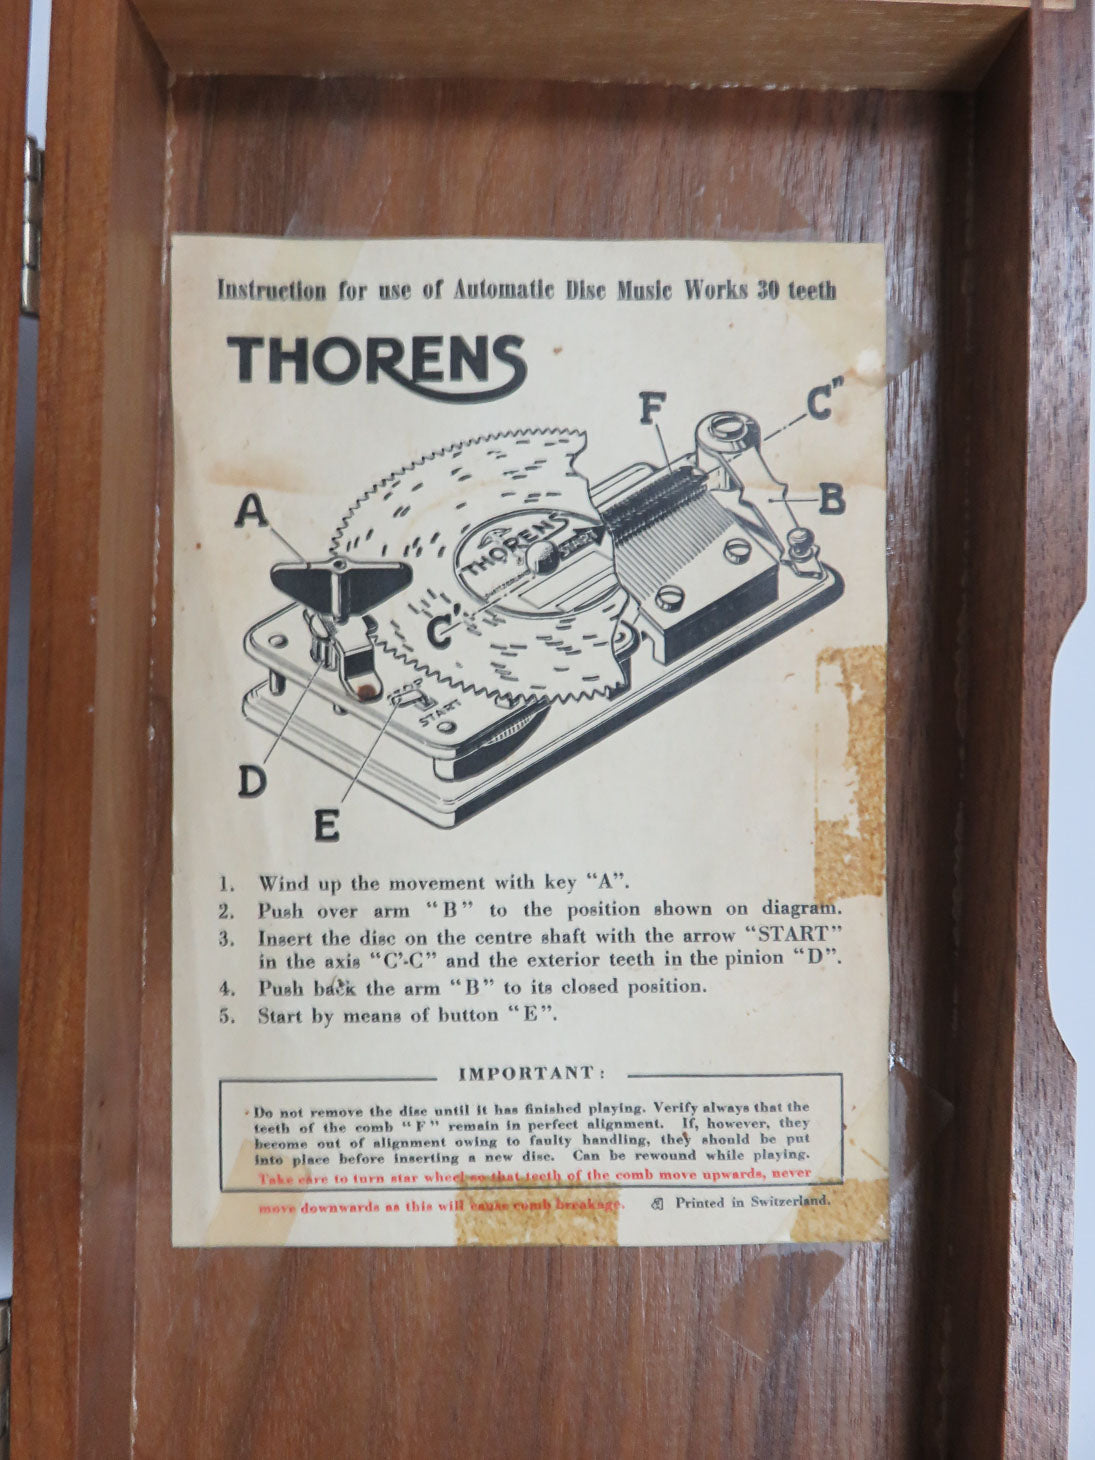 Instruction for use of Automatic Disc Music Works 30 teeth
THORENS
F
C"
A
B
THORENS
START
C'
STOP
START
D
E
1. Wind up the movement with key “A”.
2. Push over arm “B” to the position shown on diagram.
3. Insert the disc on the centre shaft with the arrow “START”
in the axis “C’-C” and the exterior teeth in the pinion “D”.
4. Push back the arm “B” to its closed position.
5. Start by means of button “E”.
IMPORTANT:
Do not remove the disc until it has finished playing. Verify always that the
teeth of the comb “F” remain in perfect alignment. If, however, they
become out of alignment owing to faulty handling, they should be put
into place before inserting a new disc. Can be rewound while playing.
Take care to turn star wheel so that teeth of the comb move upwards, never
move downwards as this will cause comb breakage.
Printed in Switzerland.